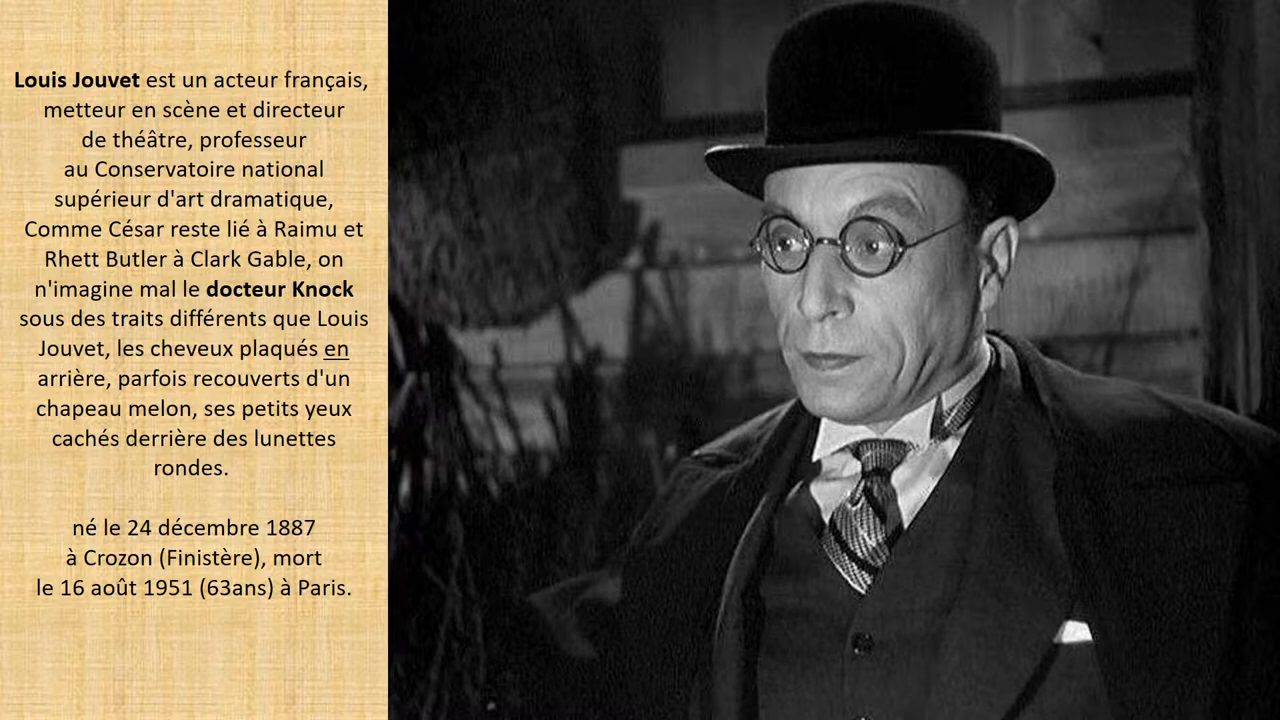 Louis Jouvet est un acteur français,
metteur en scène et directeur
de théâtre, professeur
au Conservatoire national
supérieur d'art dramatique,
Comme César reste lié à Raimu et
Rhett Butler à Clark Gable, on
n'imagine mal le docteur Knock
sous des traits différents que Louis
Jouvet, les cheveux plaqués en
arrière, parfois recouverts d'un
chapeau melon, ses petits yeux
cachés derrière des lunettes
rondes.
né le 24 décembre 1887
à Crozon (Finistère), mort
le 16 août 1951 (63ans) à Paris.